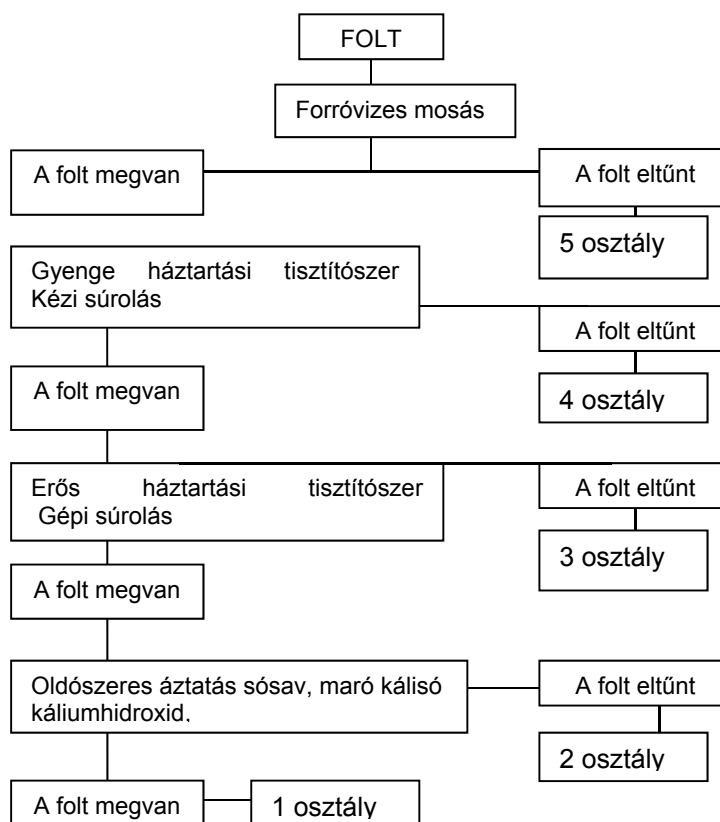 FOLT
Forróvizes mosás
A folt megvan
A folt eltűnt
5 osztály
Gyenge háztartási tisztítószer
Kézi súrolás
A folt eltűnt
4 osztály
A folt megvan
Erős háztartási tisztítószer
Gépi súrolás
A folt eltűnt
3 osztály
A folt megvan
Oldószeres áztatás sósav, maró kálisó
káliumhidroxid.
A folt eltűnt
2 osztály
A folt megvan
1 osztály